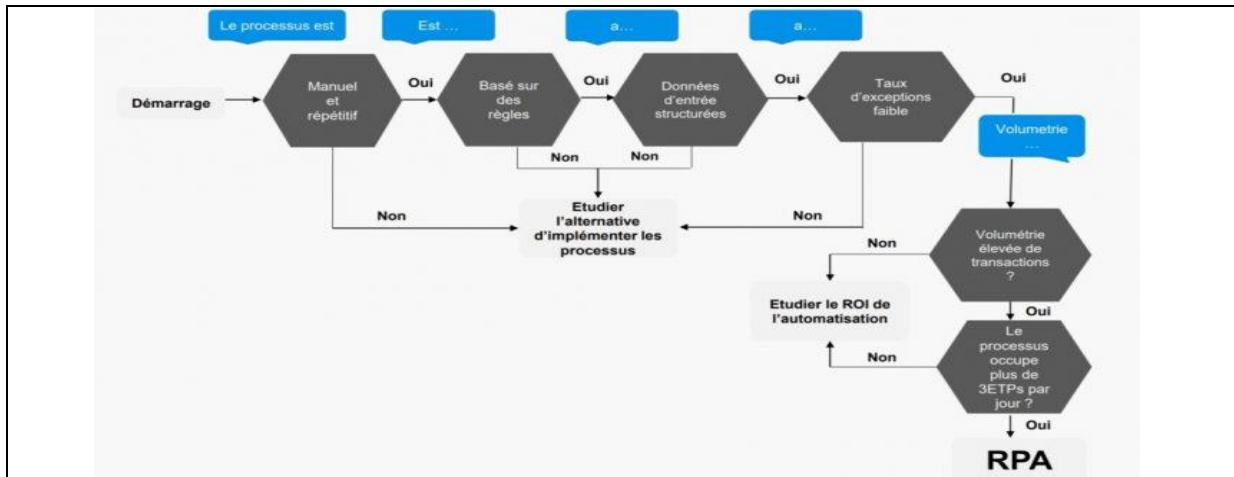 Le processus est
Est ...
a...
a...
Démarrage
Manuel
et
répétitif
Oui
Basé sur
des
règles
Oui
Données
d'entrée
structurées
Oui
Taux
d'exceptions
faible
Oui
Volumetrie
...
Non
Non
Non
Etudier
l'alternative
d'implémenter les
processus
Non
Volumétrie
élevée de
transactions
?
Non
Etudier le ROI de
l'automatisation
Oui
Le
processus
occupe
plus de
3ETPs par
jour ?
Non
Oui
RPA